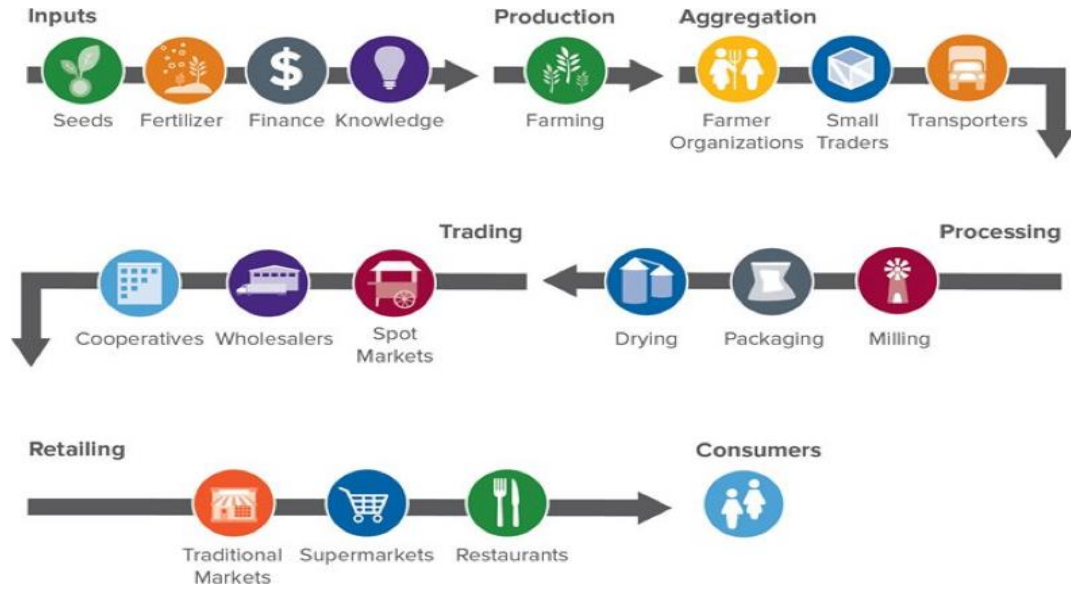 Inputs
Production
Aggregation
$
Seeds
Fertilizer
Finance
Knowledge
Farming
Farmer
Organizations
Small
Traders
Transporters
Trading
Processing
Cooperatives
Wholesalers
Spot
Markets
Drying
Packaging
Milling
Retailing
Consumers
Traditional
Markets
Supermarkets
Restaurants